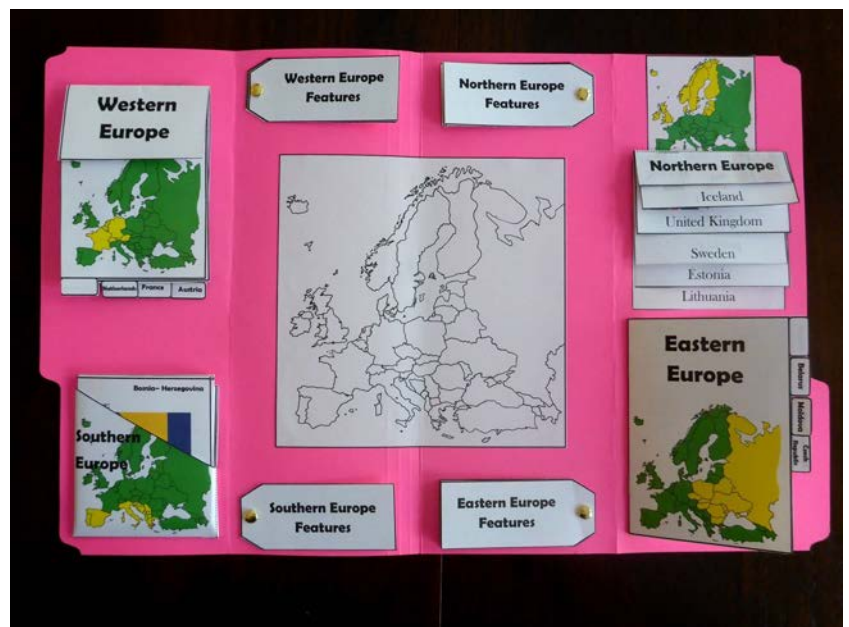 Western
Europe
Netherlands
France
Austria
Bosnia- Herzegovina
Southern
Europe
Western Europe
Features
Northern Europe
Features
Southern Europe
Features
Eastern Europe
Features
Northern Europe
Iceland
United Kingdom
Sweden
Estonia
Lithuania
Eastern
Europe
Belarus
Moldova
Czech
Republic